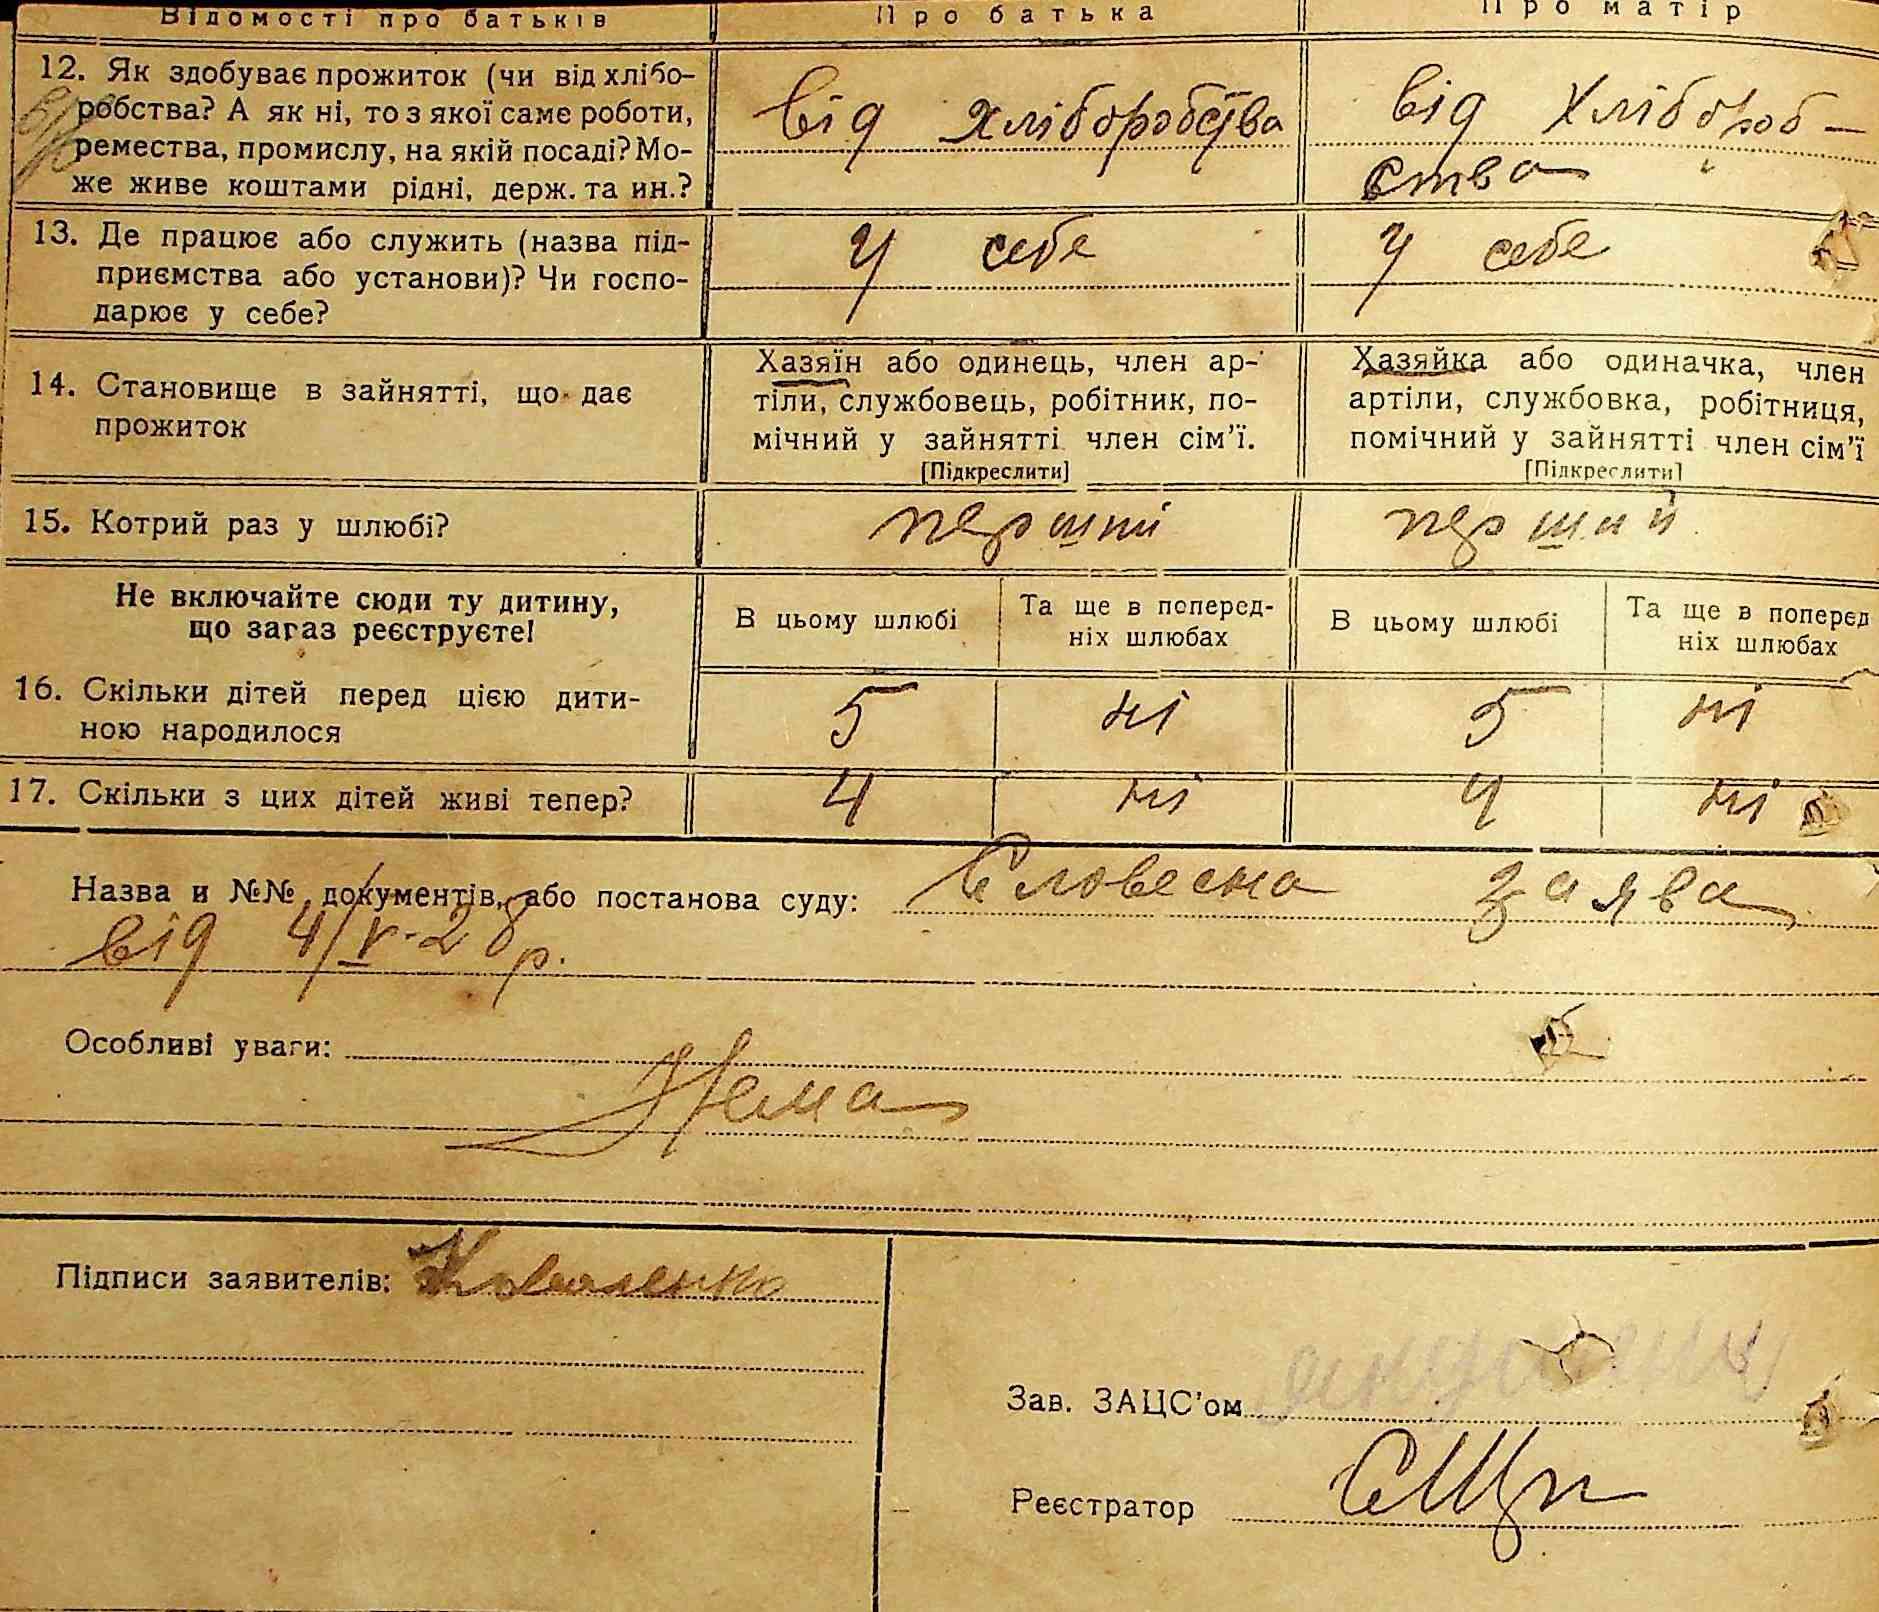 Відомості про батьків
Про батька
Про матір
12. Як здобуває прожиток (чи від хлібо-
робства? А як ні, то з якої саме роботи,
ремества, промислу, на якій посаді? Мо-
же живе коштами рідні, держ. та ин.?
від хліборобства
від хлібороб-
ства
13. Де працює або служить (назва під-
приємства або установи)? Чи госпо-
дарює у себе?
у себе
у себе
14. Становище в зайнятті, що дає
прожиток
Хазяїн або одинець, член ар-
тіли, службовець, робітник, по-
мічний у зайнятті член сім'ї.
[Підкреслити]
Хазяйка або одиначка, член
артіли, службовка, робітниця,
помічний у зайнятті член сім'ї
[Підкреслити]
15. Котрий раз у шлюбі?
перший
перший
Не включайте сюди ту дитину,
що зараз реєструєте!
В цьому шлюбі
Та ще в поперед-
ніх шлюбах
В цьому шлюбі
Та ще в поперед
ніх шлюбах
16. Скільки дітей перед цією дити-
ною народилося
5 ні 5 ні
17. Скільки з цих дітей живі тепер?
4 ні 4 ні
Назва и №№ документів, або постанова суду: Словесна заява
від 4/V-28р.
Особливі уваги:
Нема
Підписи заявителів: Коваленко
Зав. ЗАЦС'ом
Реєстратор